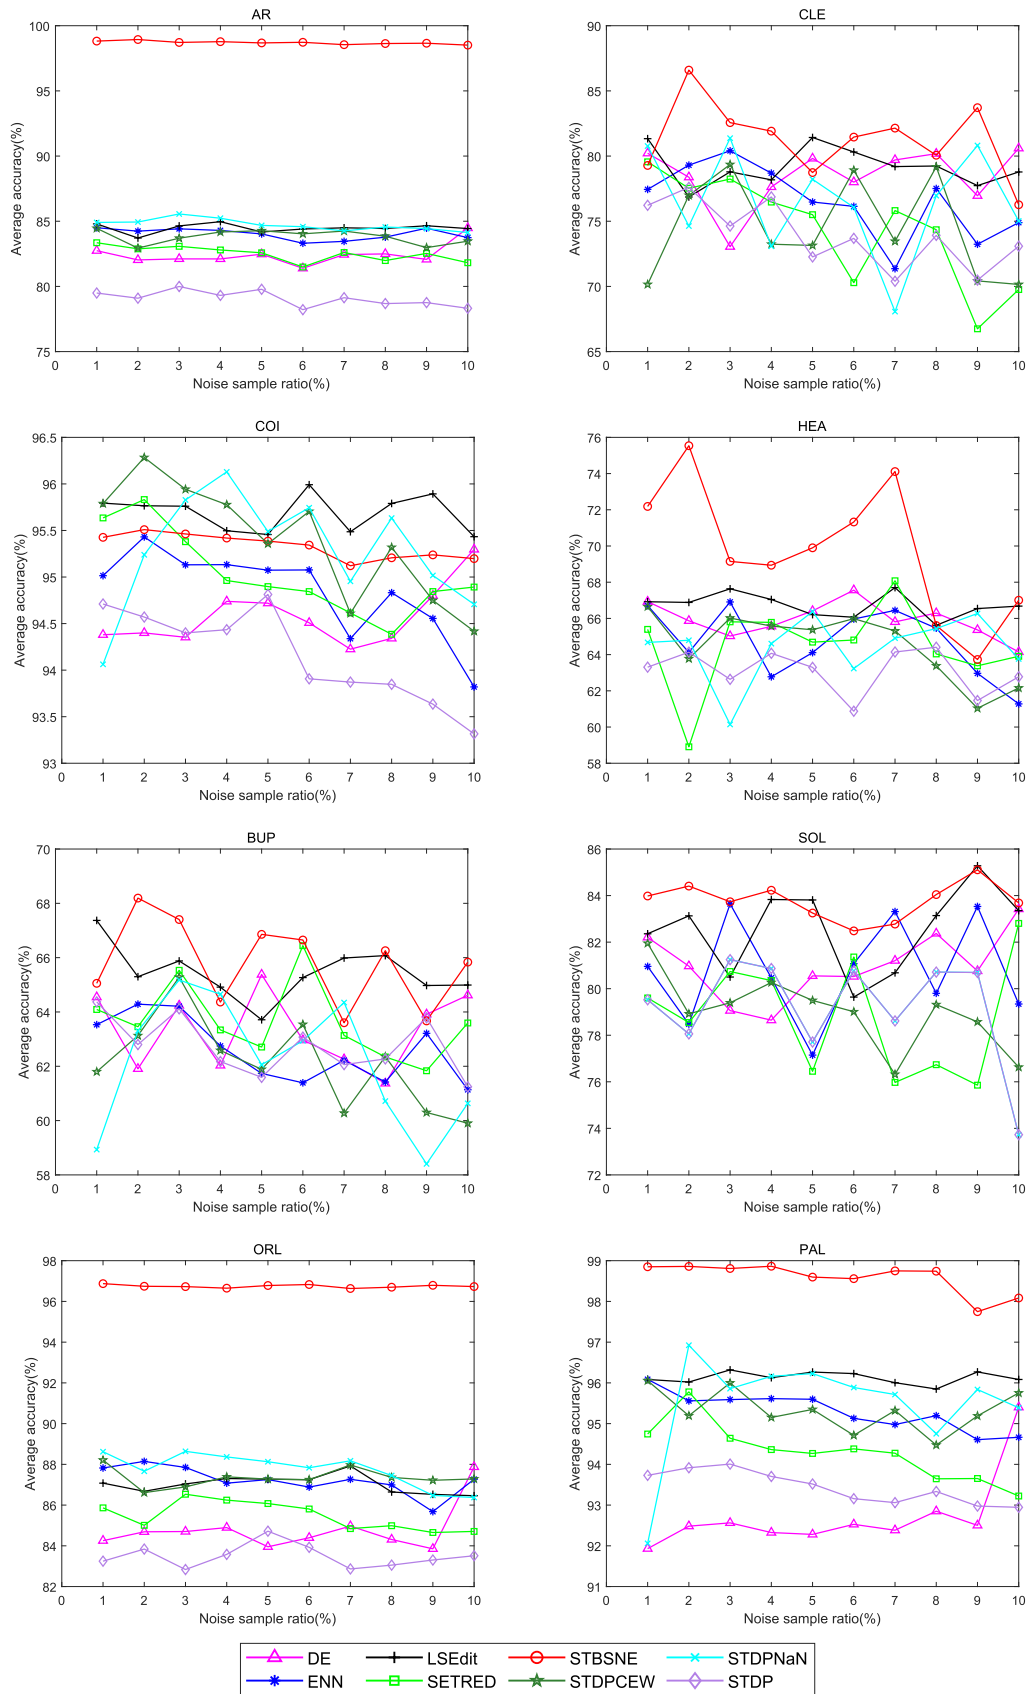 AR
100
95
90
85
80
75
Average accuracy(%)
0 1 2 3 4 5 6 7 8 9 10
Noise sample ratio(%)
CLE
90
85
80
75
70
65
Average accuracy(%)
0 1 2 3 4 5 6 7 8 9 10
Noise sample ratio(%)
COI
96.5
96
95.5
95
94.5
94
93.5
93
Average accuracy(%)
0 1 2 3 4 5 6 7 8 9 10
Noise sample ratio(%)
HEA
76
74
72
70
68
66
64
62
60
58
Average accuracy(%)
0 1 2 3 4 5 6 7 8 9 10
Noise sample ratio(%)
BUP
70
68
66
64
62
60
58
Average accuracy(%)
0 1 2 3 4 5 6 7 8 9 10
Noise sample ratio(%)
SOL
86
84
82
80
78
76
74
72
Average accuracy(%)
0 1 2 3 4 5 6 7 8 9 10
Noise sample ratio(%)
ORL
98
96
94
92
90
88
86
84
82
Average accuracy(%)
0 1 2 3 4 5 6 7 8 9 10
Noise sample ratio(%)
PAL
99
98
97
96
95
94
93
92
91
Average accuracy(%)
0 1 2 3 4 5 6 7 8 9 10
Noise sample ratio(%)
DE LSEdit STBSNE STDPNaN
ENN SETRED STDPCEW STDP